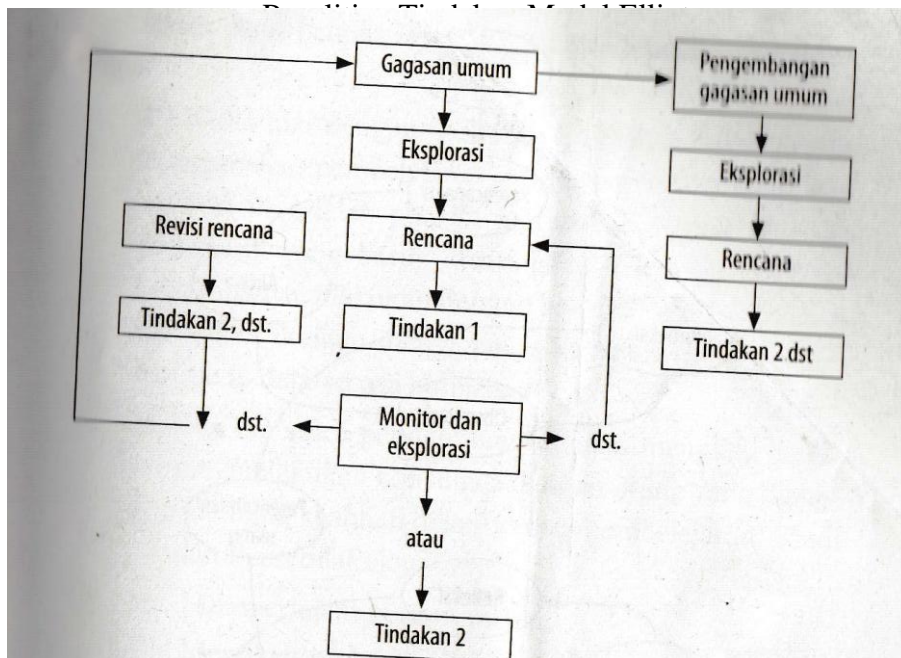 Gagasan umum
Pengembangan
gagasan umum
Eksplorasi
Eksplorasi
Revisi rencana
Rencana
Rencana
Tindakan 2, dst.
Tindakan 1
Tindakan 2 dst
dst.
Monitor dan
eksplorasi
dst.
atau
Tindakan 2